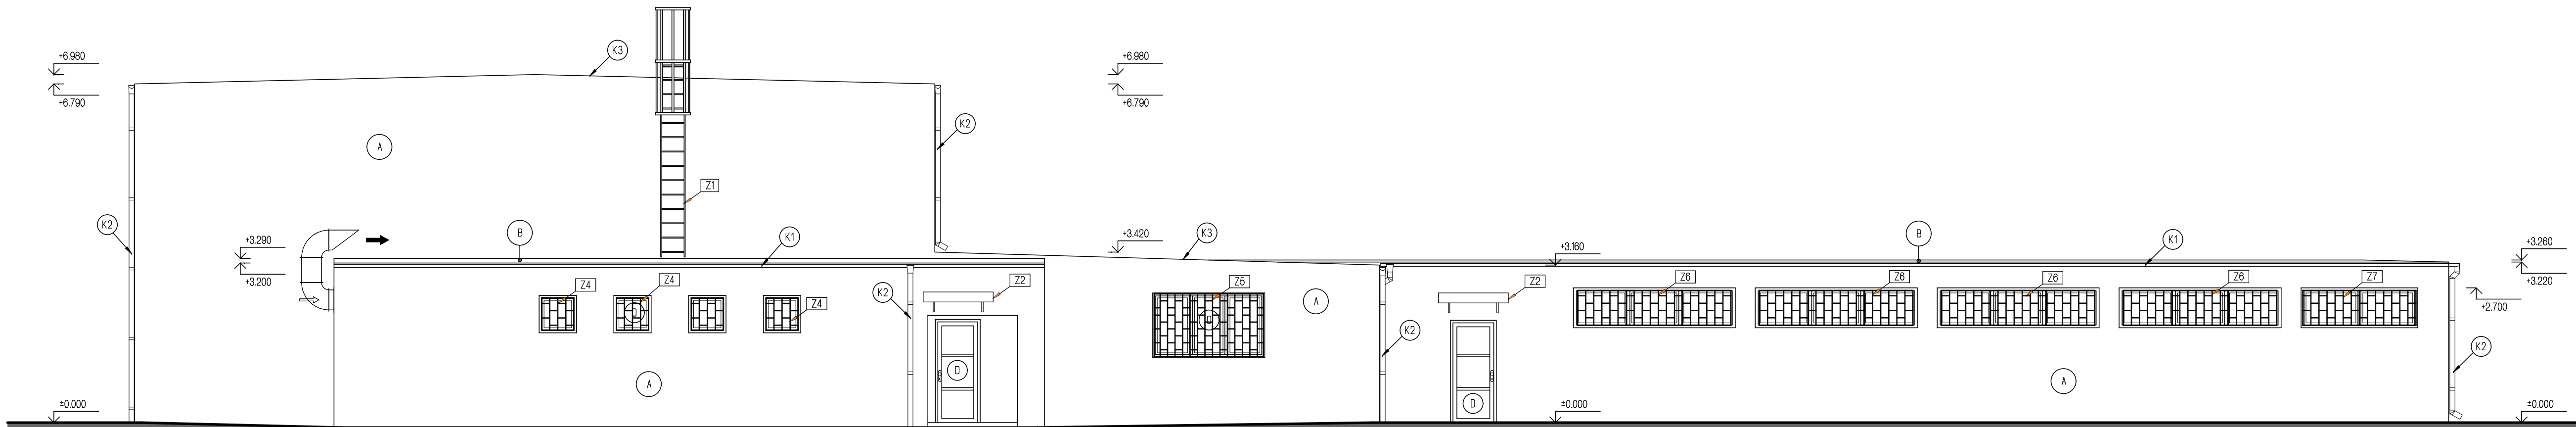 +6.980
+6.790
K3
+6.980
+6.790
A
K2
Z1
K2
+3.290
+3.200
B
K1
+3.420
K3
+3.160
B
K1
+3.260
+3.220
Z4
Z4
Z4
K2
Z2
Z5
A
Z2
Z6
Z6
Z6
Z6
Z7
+2.700
D
D
K2
K2
A
D
D
A
±0.000
±0.000
±0.000